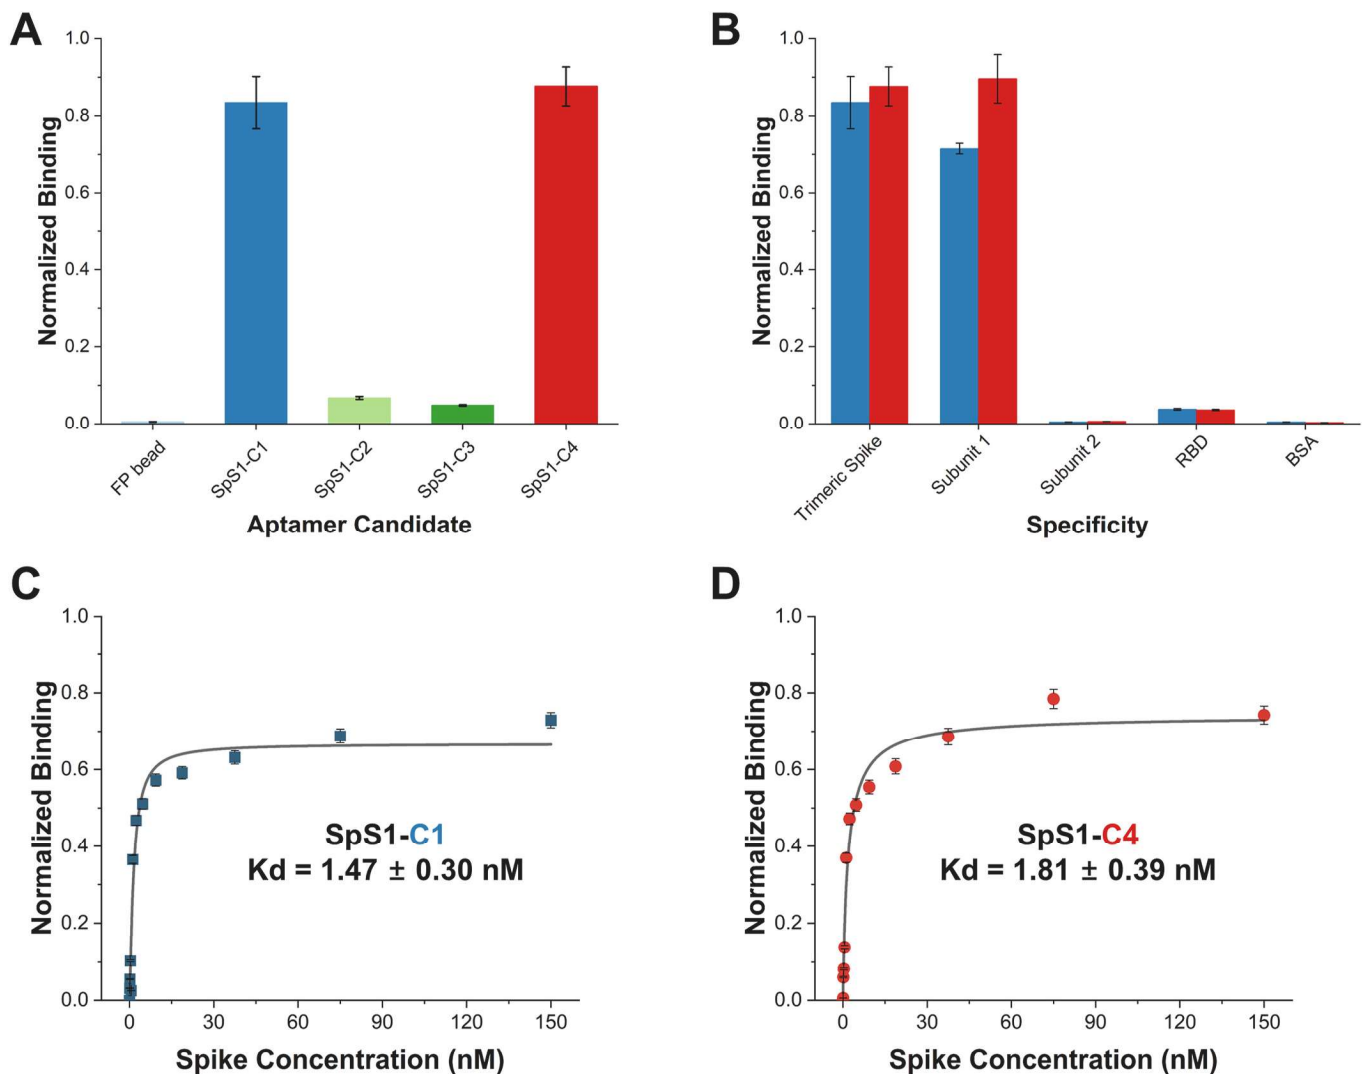 A
Normalized Binding
1.0
0.8
0.6
0.4
0.2
0.0
FP bead
SpS1-C1
SpS1-C2
SpS1-C3
SpS1-C4
Aptamer Candidate
B
Normalized Binding
1.0
0.8
0.6
0.4
0.2
0.0
Trimeric Spike
Subunit 1
Subunit 2
RBD
BSA
Specificity
C
Normalized Binding
1.0
0.8
0.6
0.4
0.2
0.0
SpS1-C1
Kd = 1.47 ± 0.30 nM
0 30 60 90 120 150
Spike Concentration (nM)
D
Normalized Binding
1.0
0.8
0.6
0.4
0.2
0.0
SpS1-C4
Kd = 1.81 ± 0.39 nM
0 30 60 90 120 150
Spike Concentration (nM)